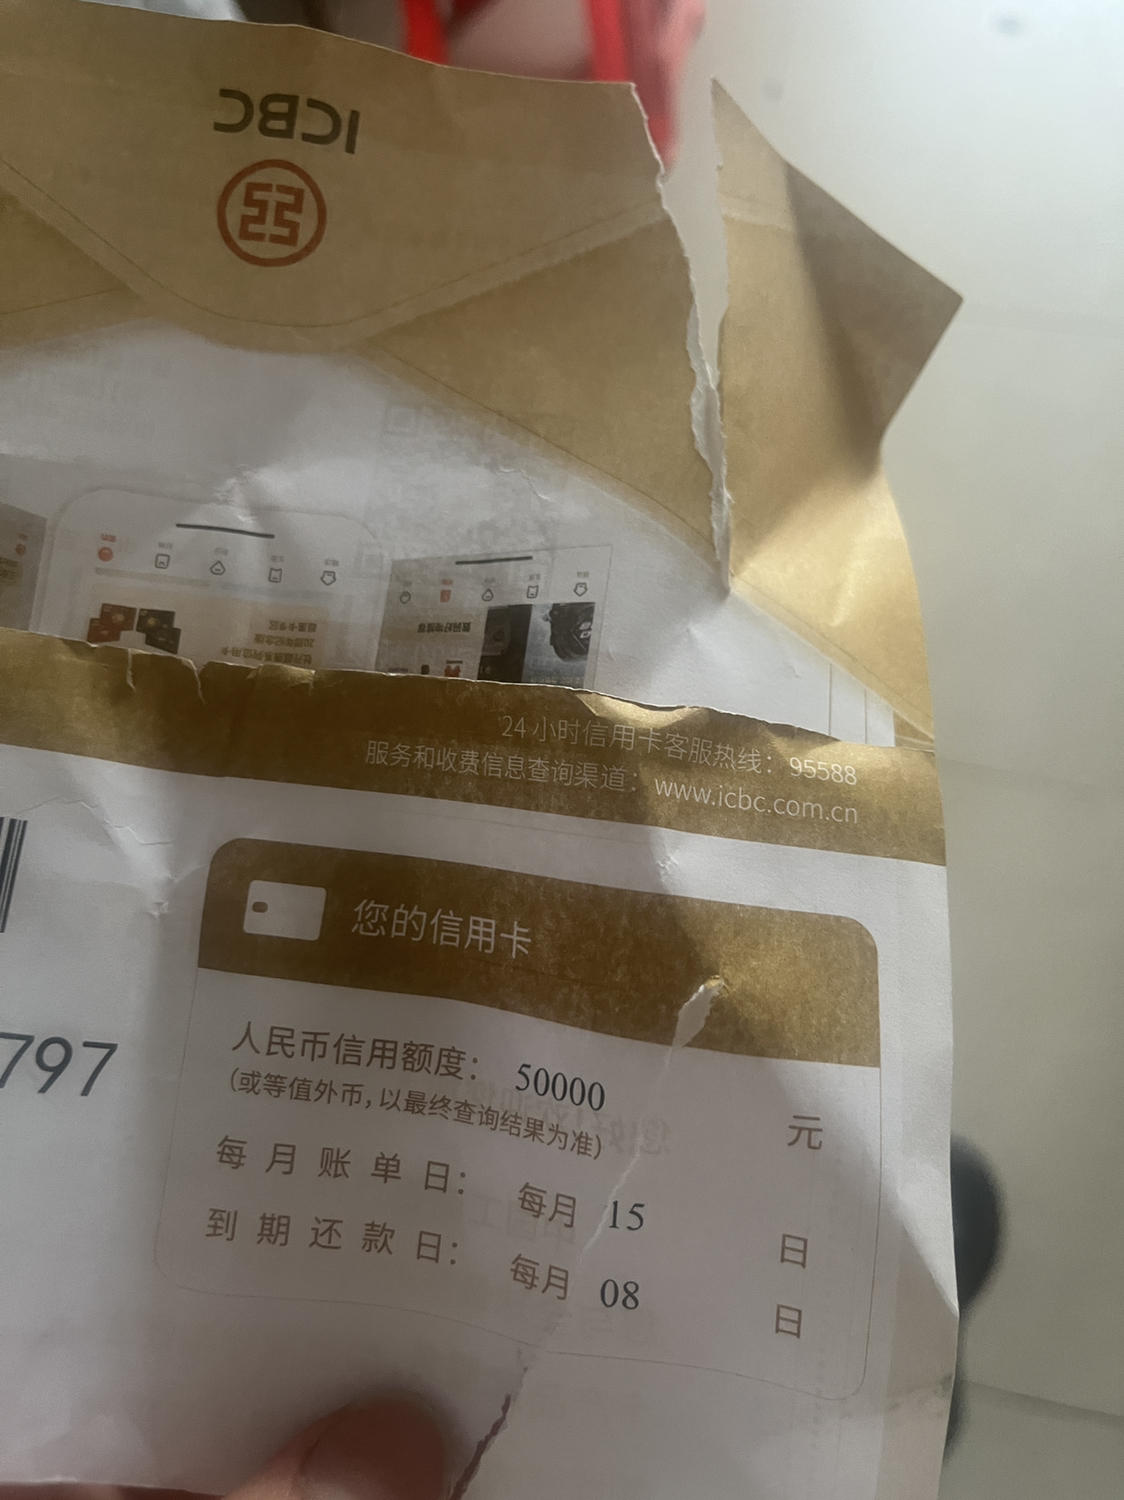 ICBC
24小时信用卡客服热线：95588
服务和收费信息查询渠道：www.icbc.com.cn
您的信用卡
797
人民币信用额度：50000 元
(或等值外币，以最终查询结果为准)
每月账单日：每月 15 日
到期还款日：每月 08 日